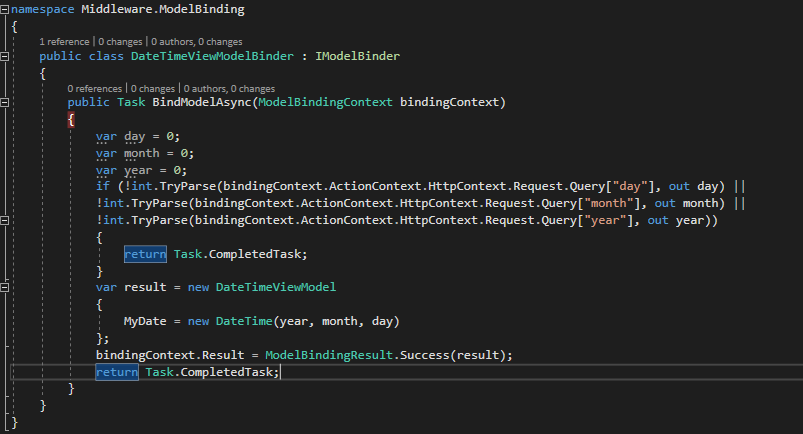 namespace Middleware.ModelBinding
{
1 reference | 0 changes | 0 authors, 0 changes
public class DateTimeViewModelBinder : IModelBinder
{
0 references | 0 changes | 0 authors, 0 changes
public Task BindModelAsync(ModelBindingContext bindingContext)
{
var day = 0;
var month = 0;
var year = 0;
if (!int.TryParse(bindingContext.ActionContext.HttpContext.Request.Query["day"], out day) ||
!int.TryParse(bindingContext.ActionContext.HttpContext.Request.Query["month"], out month) ||
!int.TryParse(bindingContext.ActionContext.HttpContext.Request.Query["year"], out year))
{
return Task.CompletedTask;
}
var result = new DateTimeViewModel
{
MyDate = new DateTime(year, month, day)
};
bindingContext.Result = ModelBindingResult.Success(result);
return Task.CompletedTask;
}
}
}